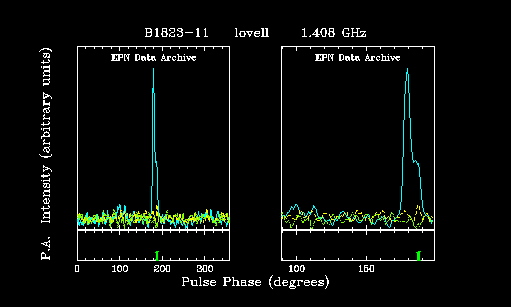 B1823-11 lovell 1.408 GHz
EPN Data Archive EPN Data Archive
P.A. Intensity (arbitrary units)
0 100 200 300 100 150
Pulse Phase (degrees)